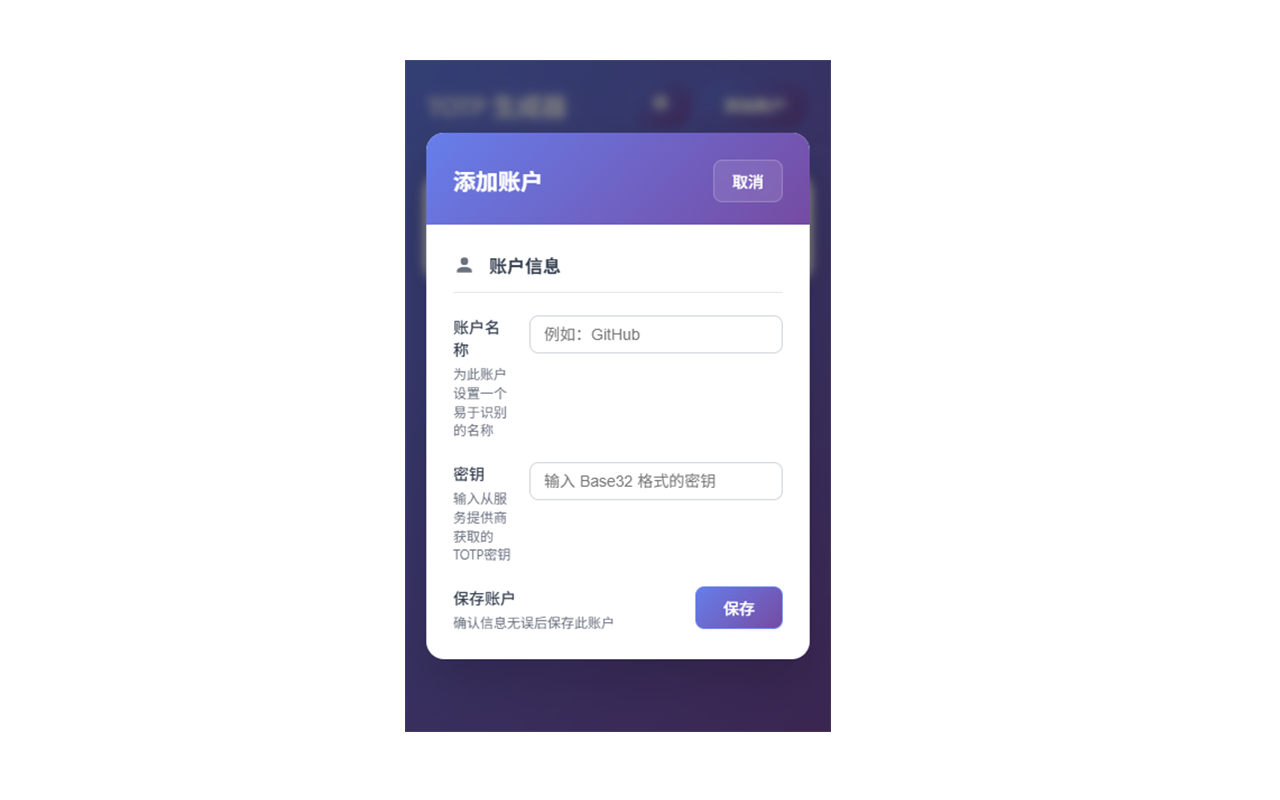 TOTP 生成器
添加账户
取消
账户信息
账户名
称
例如：GitHub
为此账户
设置一个
易于识别
的名称
密钥
输入 Base32 格式的密钥
输入从服
务提供商
获取的
TOTP密钥
保存账户
保存
确认信息无误后保存此账户